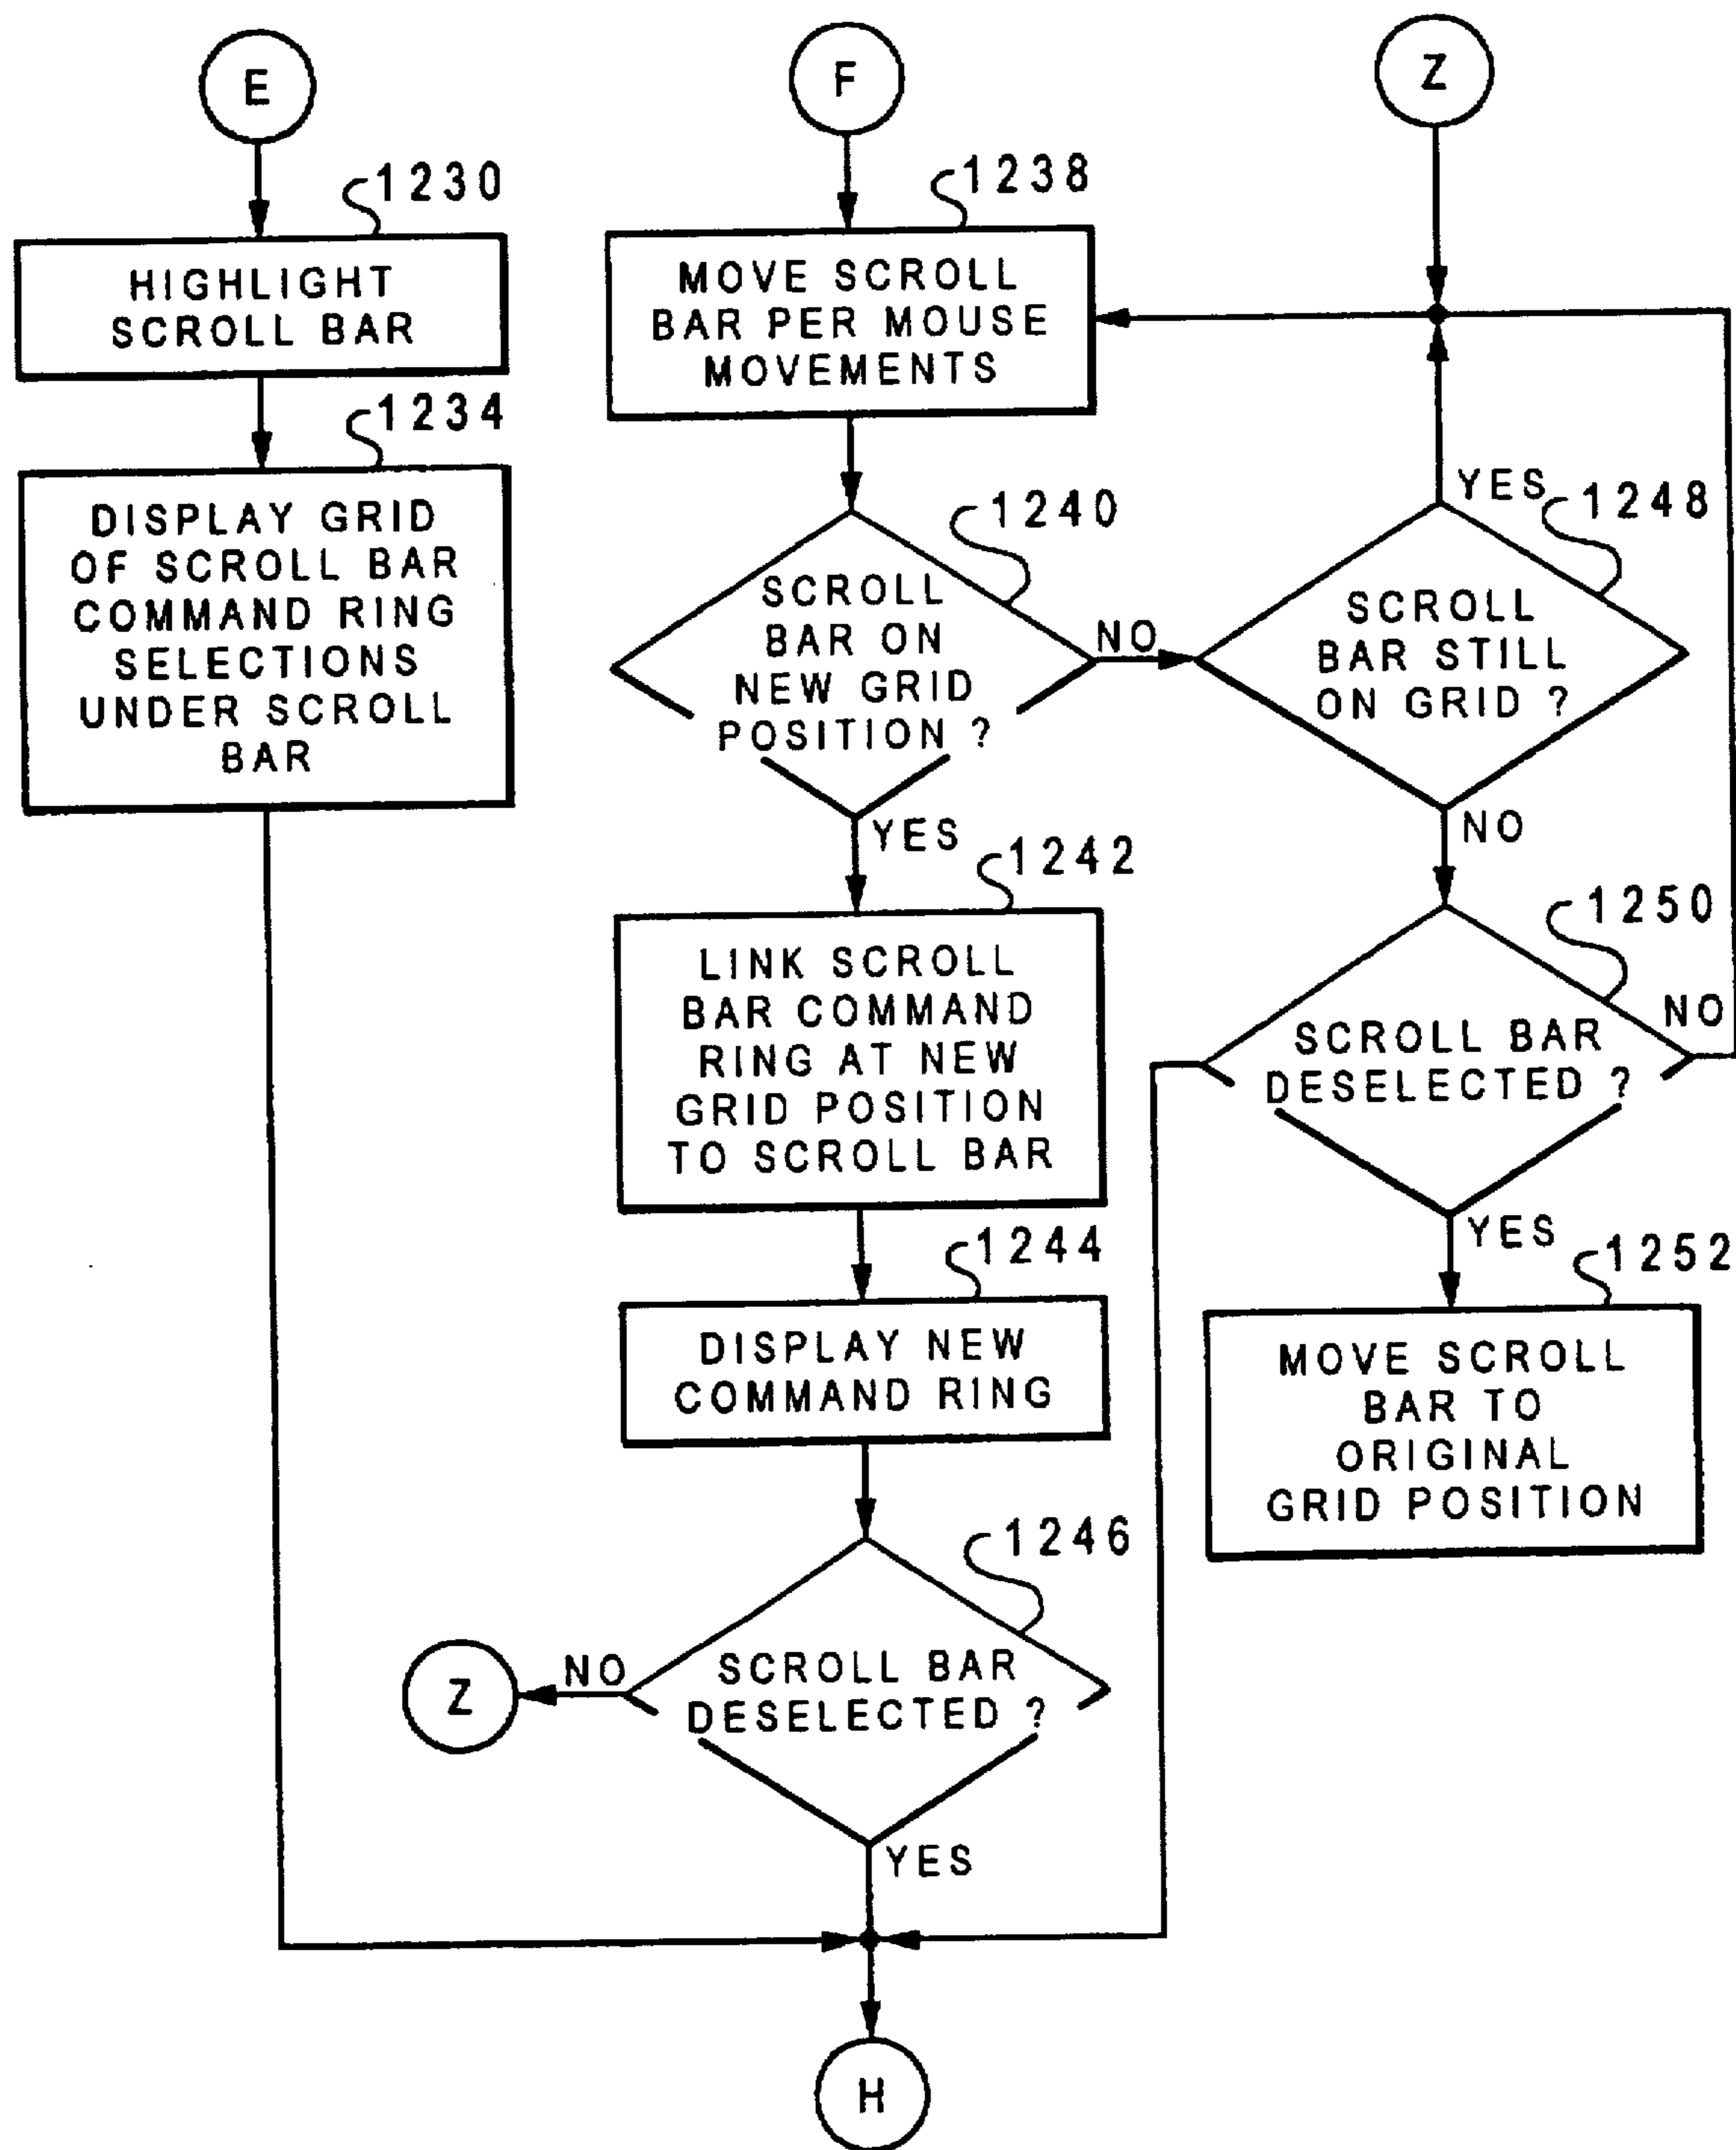 E
1230
HIGHLIGHT
SCROLL BAR
1234
DISPLAY GRID
OF SCROLL BAR
COMMAND RING
SELECTIONS
UNDER SCROLL
BAR
F
1238
MOVE SCROLL
BAR PER MOUSE
MOVEMENTS
1240
SCROLL
BAR ON
NEW GRID
POSITION ?
NO
YES
1242
LINK SCROLL
BAR COMMAND
RING AT NEW
GRID POSITION
TO SCROLL BAR
1244
DISPLAY NEW
COMMAND RING
1246
SCROLL BAR
DESELECTED ?
NO
Z
YES
H
Z
YES
1248
SCROLL
BAR STILL
ON GRID ?
NO
1250
SCROLL BAR
DESELECTED ?
NO
YES
1252
MOVE SCROLL
BAR TO
ORIGINAL
GRID POSITION